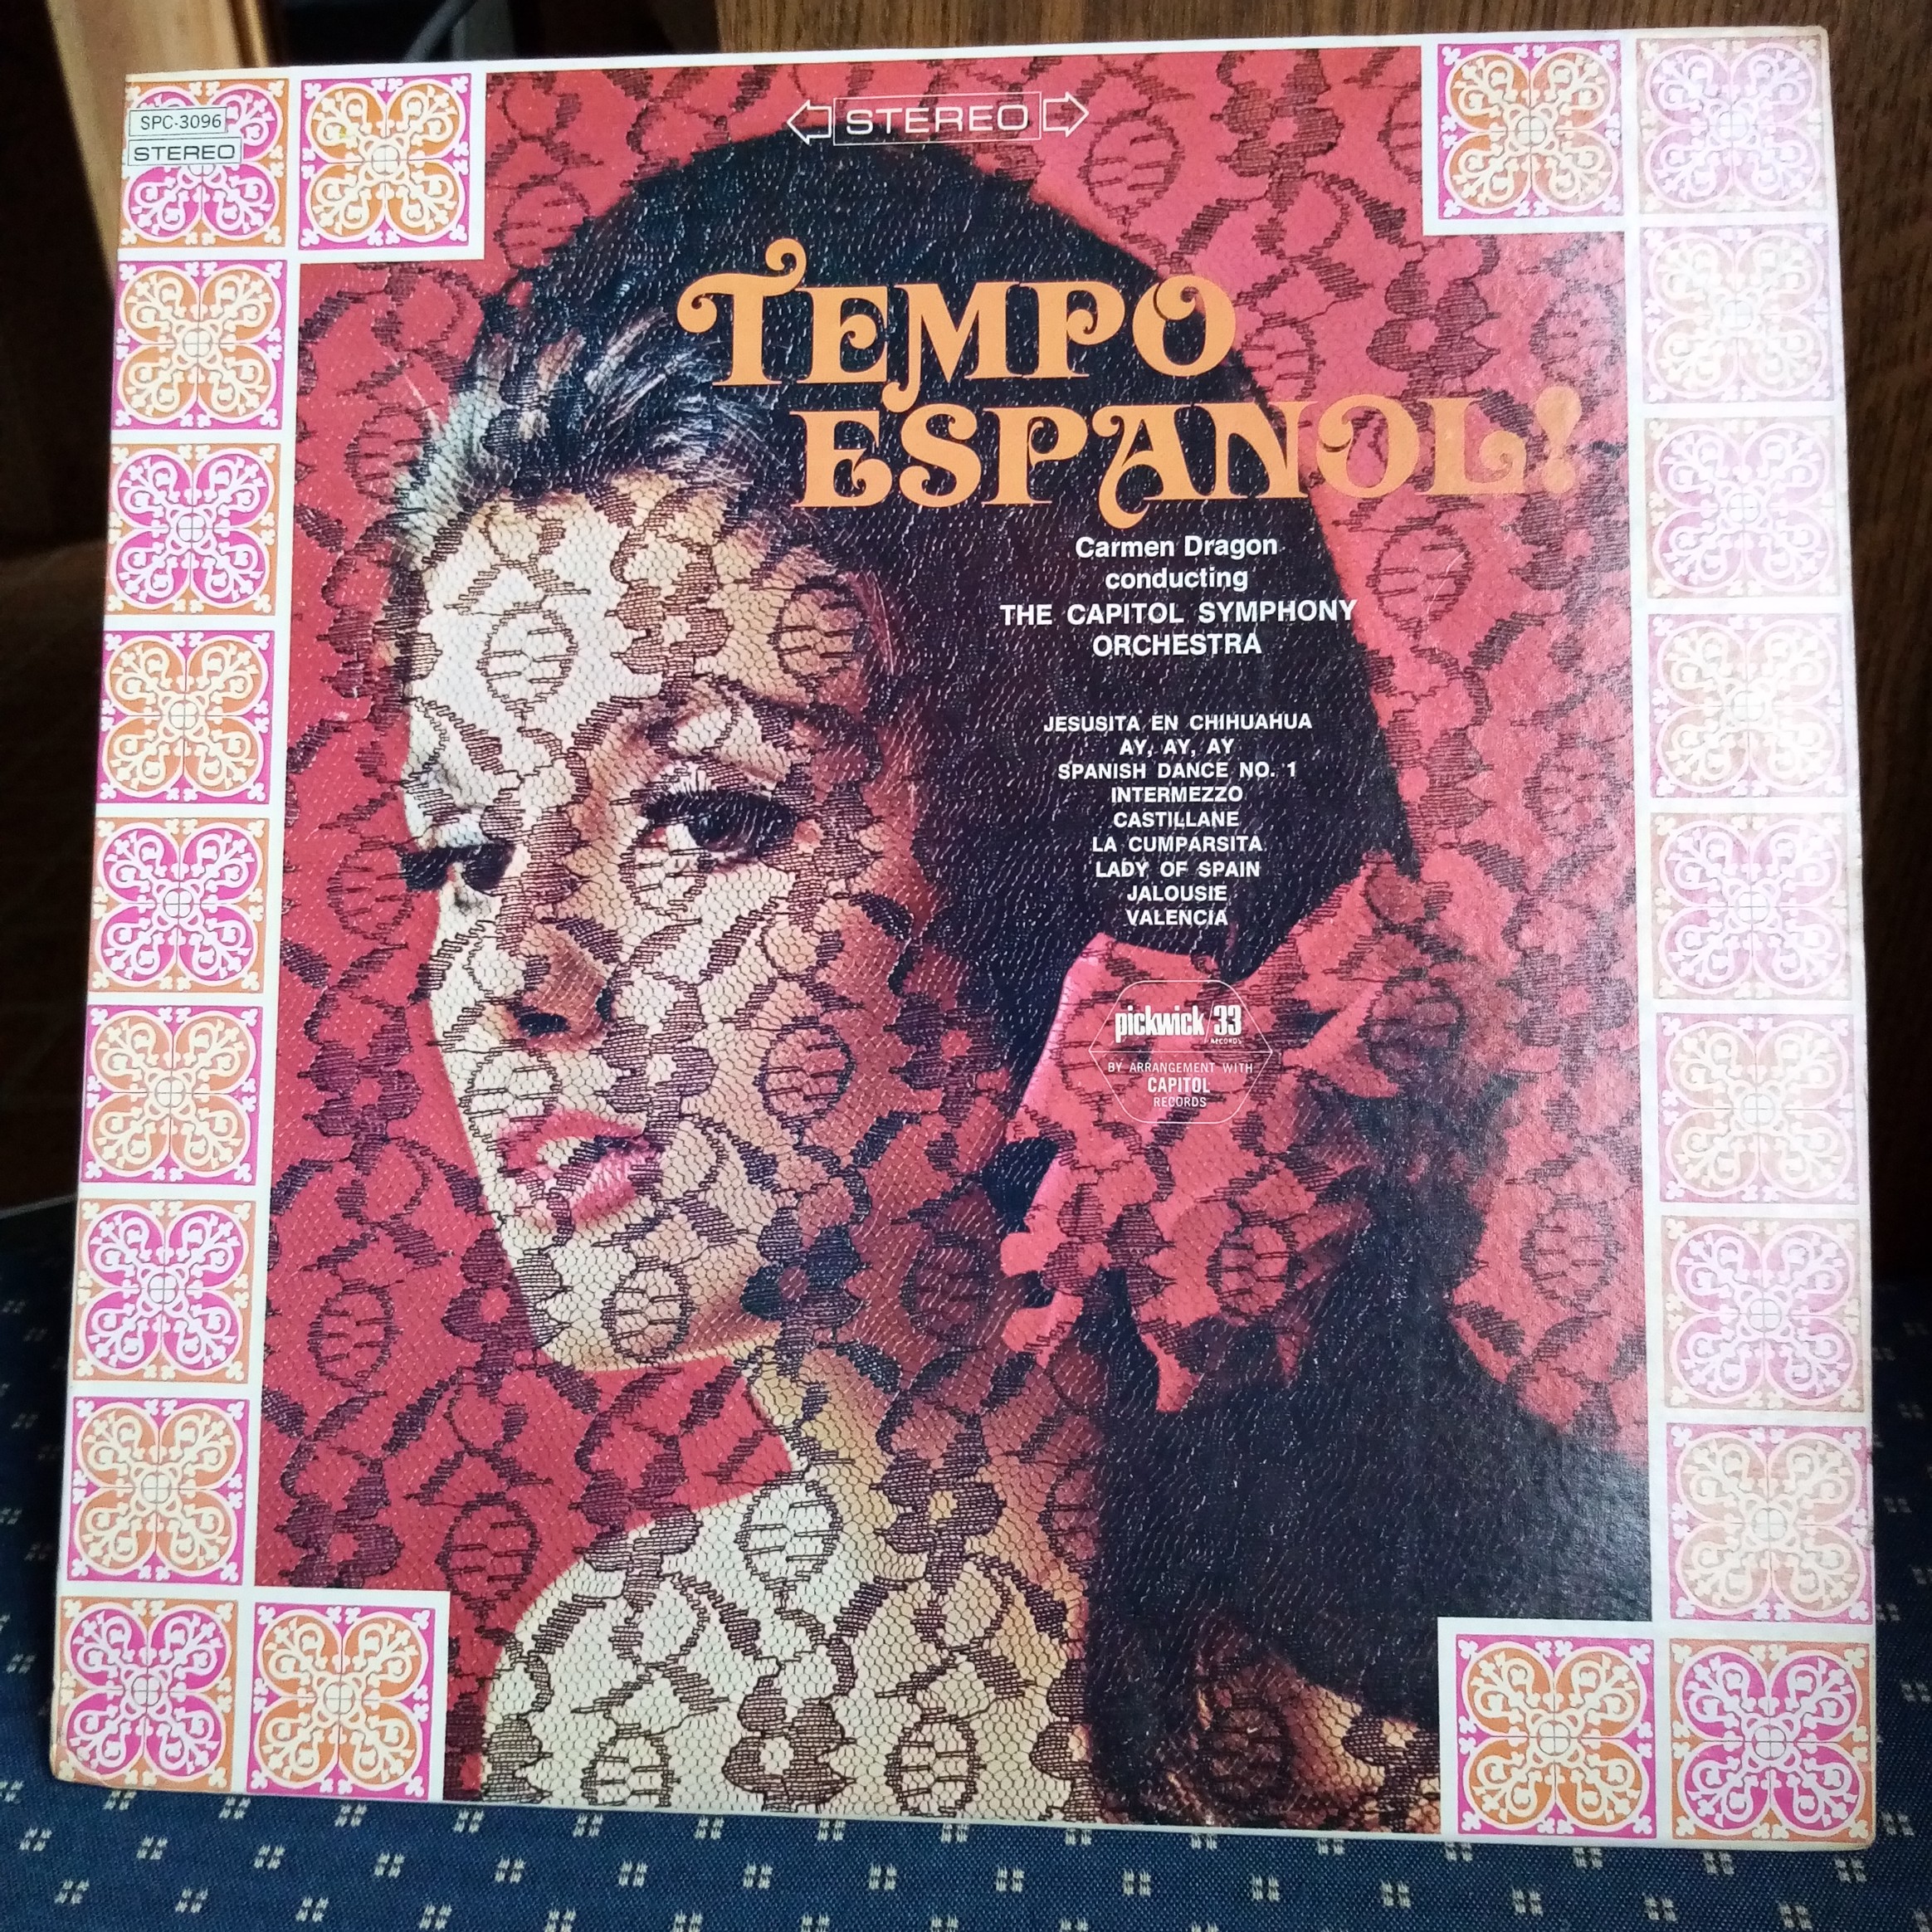 SPC-3096
STEREO
STEREO
TEMPO
ESPANOL!
Carmen Dragon
conducting
THE CAPITOL SYMPHONY
ORCHESTRA
JESUSITA EN CHIHUAHUA
AY, AY, AY
SPANISH DANCE NO. 1
INTERMEZZO
CASTILLANE
LA CUMPARSITA
LADY OF SPAIN
JALOUSIE
VALENCIA
pickwick/33
RECORDS
BY ARRANGEMENT WITH
CAPITOL
RECORDS